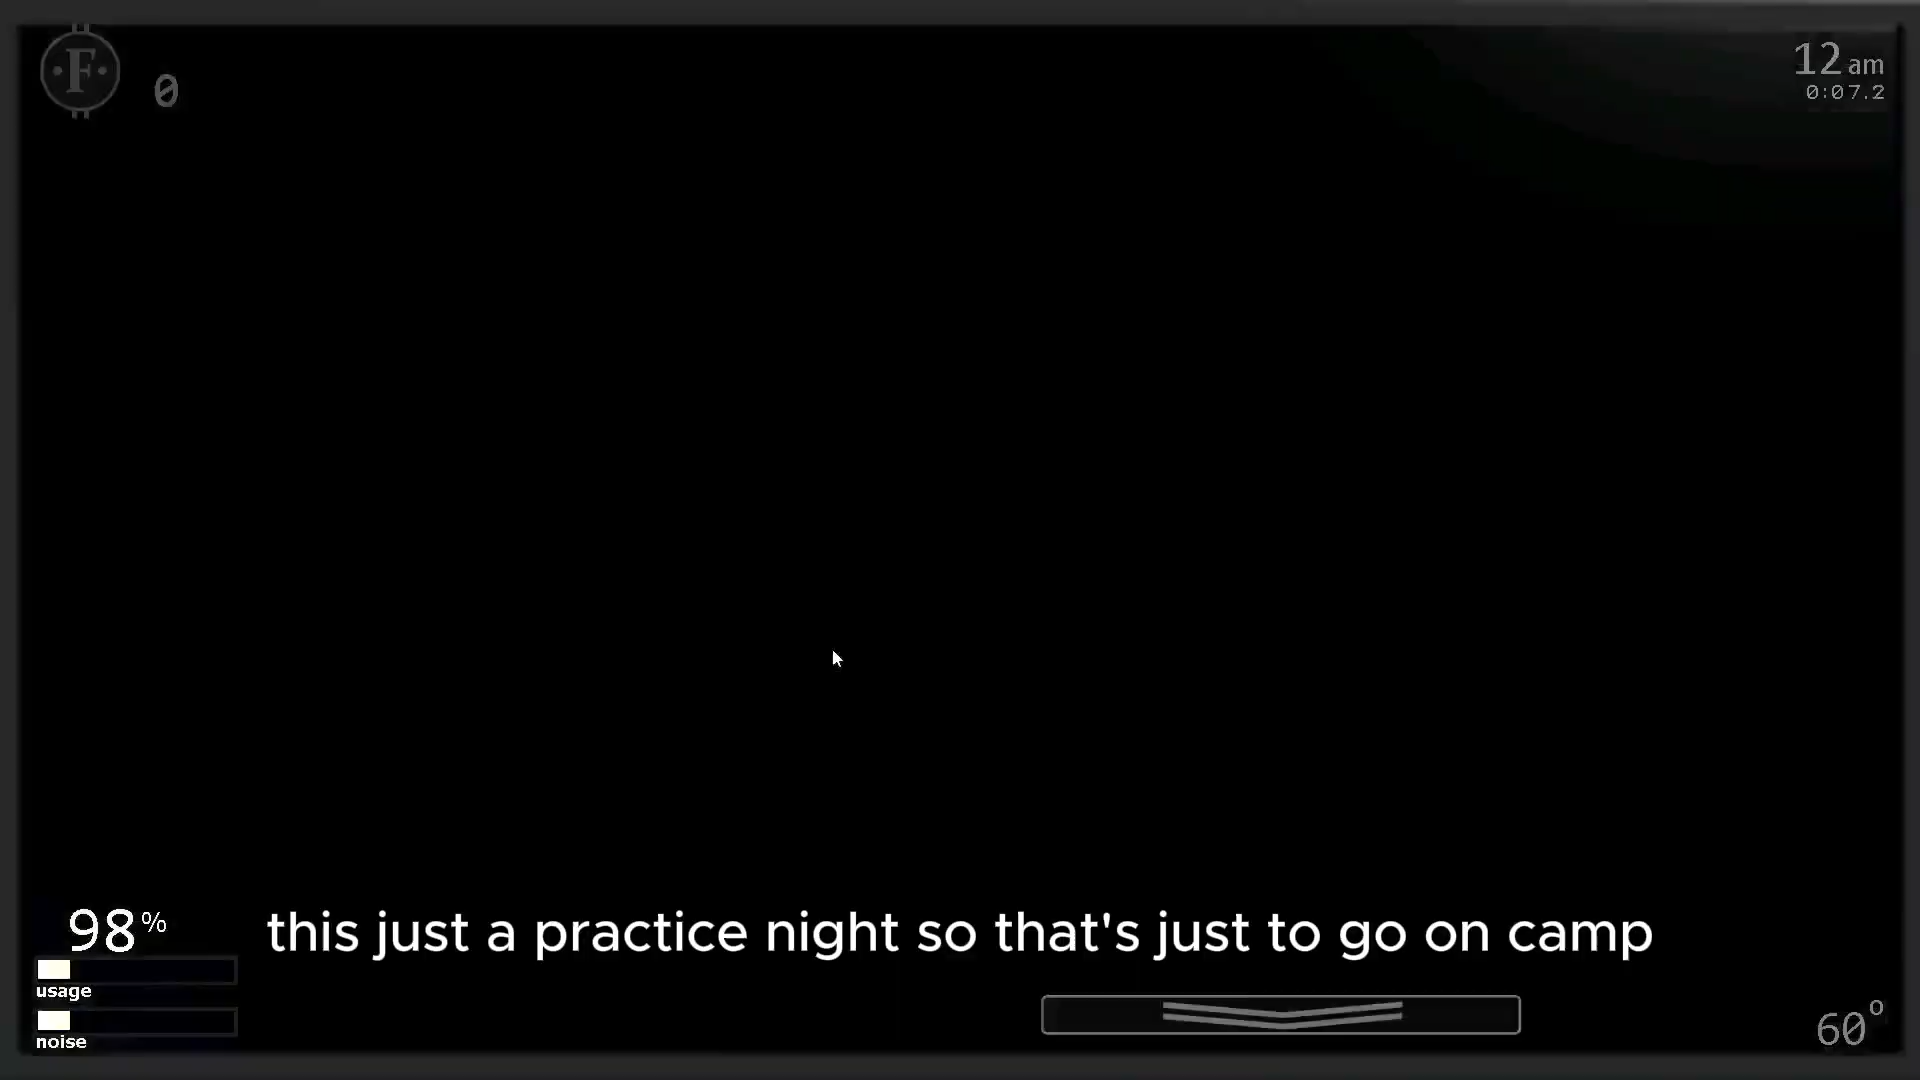 F
0
12 am
0:07.2
98%
this just a practice night so that's just to go on camp
usage
noise
60°